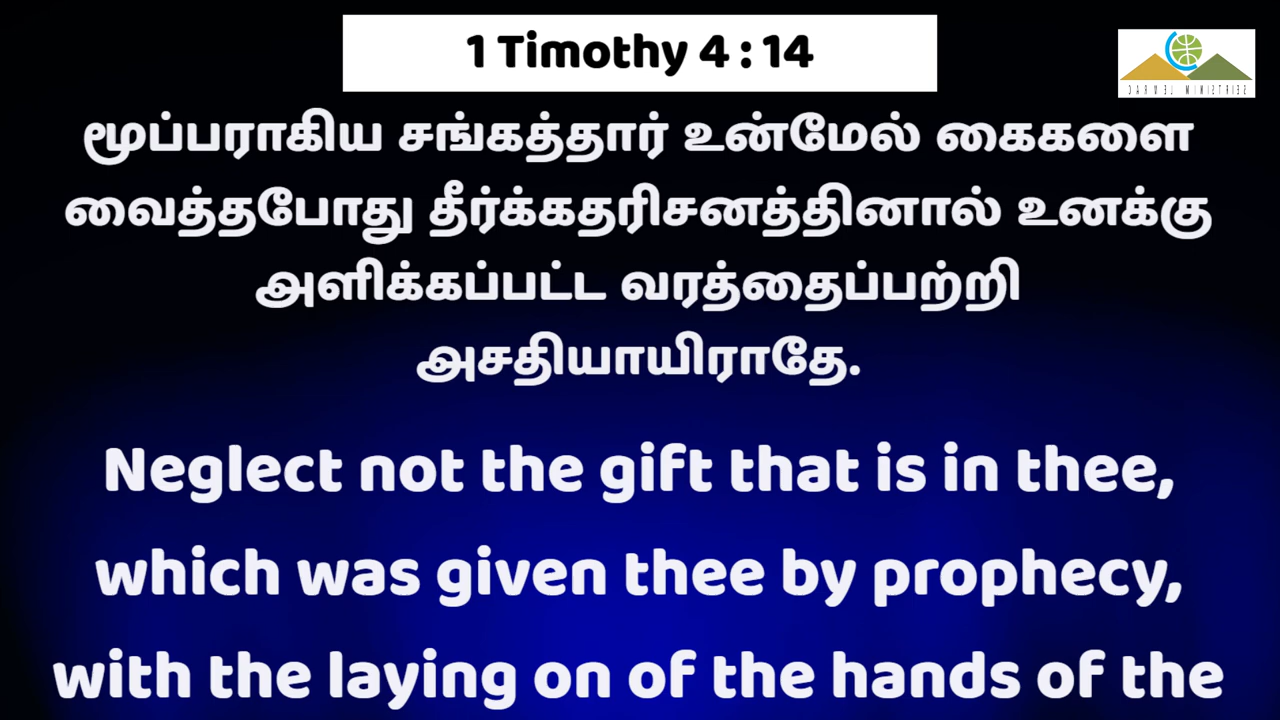 1 Timothy 4 : 14
மூப்பராகிய சங்கத்தார் உன்மேல் கைகளை
வைத்தபோது தீர்க்கதரிசனத்தினால் உனக்கு
அளிக்கப்பட்ட வரத்தைப்பற்றி
அசதியாயிராதே.
Neglect not the gift that is in thee,
which was given thee by prophecy,
with the laying on of the hands of the